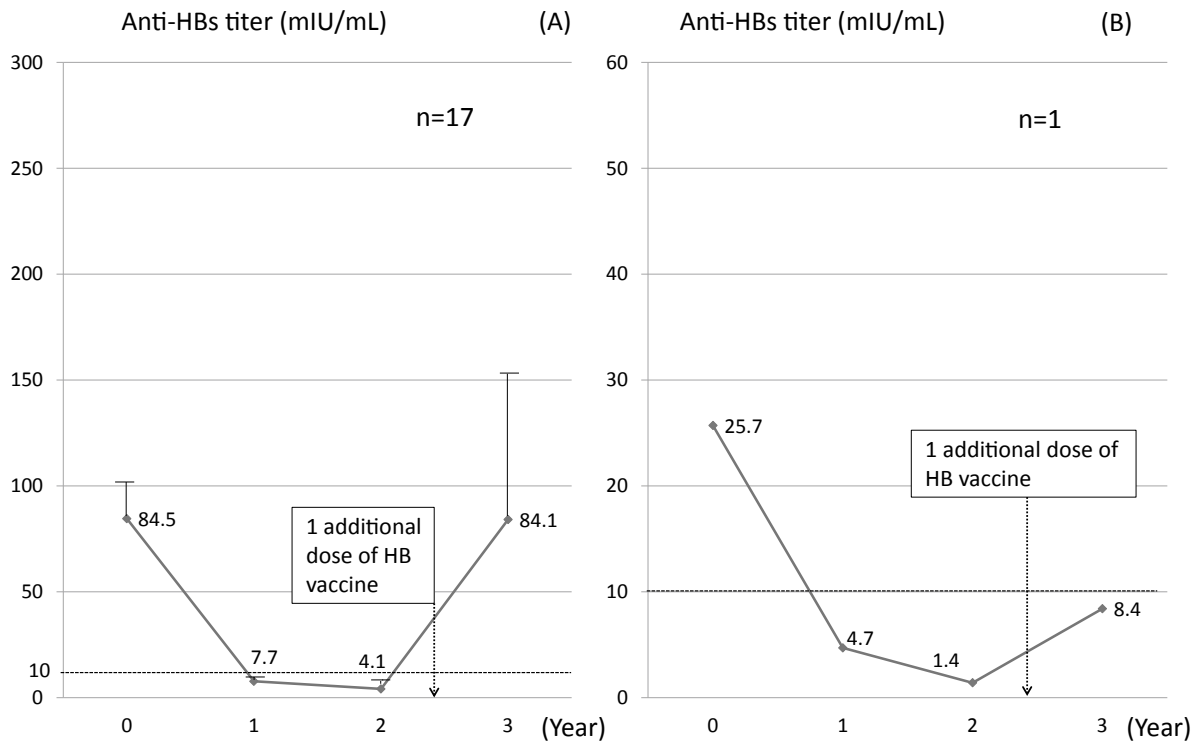 Anti-HBs titer (mIU/mL)
(A)
300
250
200
150
100
50
10
0
n=17
84.5
7.7
4.1
84.1
1 additional
dose of HB
vaccine
0
1
2
3
(Year)
Anti-HBs titer (mIU/mL)
(B)
60
50
40
30
20
10
0
n=1
25.7
4.7
1.4
8.4
1 additional dose of
HB vaccine
0
1
2
3
(Year)